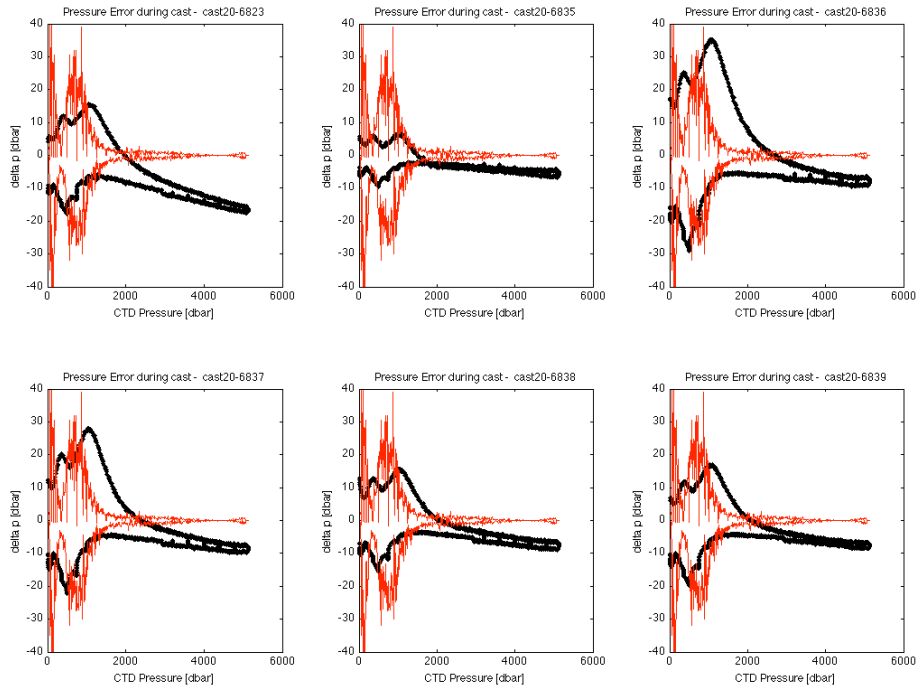 Pressure Error during cast - cast20-6823
40
30
20
10
0
-10
-20
-30
-40
delta p [dbar]
0 2000 4000 6000
CTD Pressure [dbar]
Pressure Error during cast - cast20-6835
40
30
20
10
0
-10
-20
-30
-40
delta p [dbar]
0 2000 4000 6000
CTD Pressure [dbar]
Pressure Error during cast - cast20-6836
40
30
20
10
0
-10
-20
-30
-40
delta p [dbar]
0 2000 4000 6000
CTD Pressure [dbar]
Pressure Error during cast - cast20-6837
40
30
20
10
0
-10
-20
-30
-40
delta p [dbar]
0 2000 4000 6000
CTD Pressure [dbar]
Pressure Error during cast - cast20-6838
40
30
20
10
0
-10
-20
-30
-40
delta p [dbar]
0 2000 4000 6000
CTD Pressure [dbar]
Pressure Error during cast - cast20-6839
40
30
20
10
0
-10
-20
-30
-40
delta p [dbar]
0 2000 4000 6000
CTD Pressure [dbar]